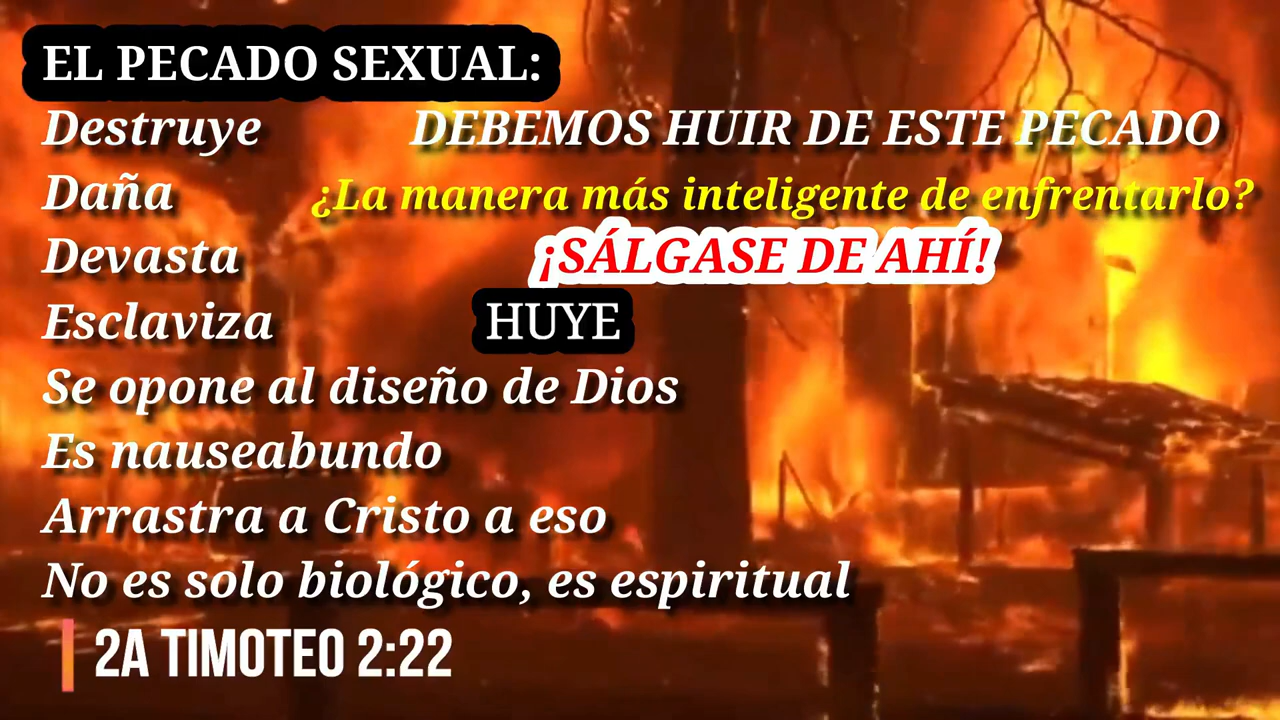 EL PECADO SEXUAL:
Destruye
DEBEMOS HUIR DE ESTE PECADO
Daña
¿La manera más inteligente de enfrentarlo?
Devasta
¡SÁLGASE DE AHÍ!
Esclaviza
HUYE
Se opone al diseño de Dios
Es nauseabundo
Arrastra a Cristo a eso
No es solo biológico, es espiritual
2A TIMOTEO 2:22